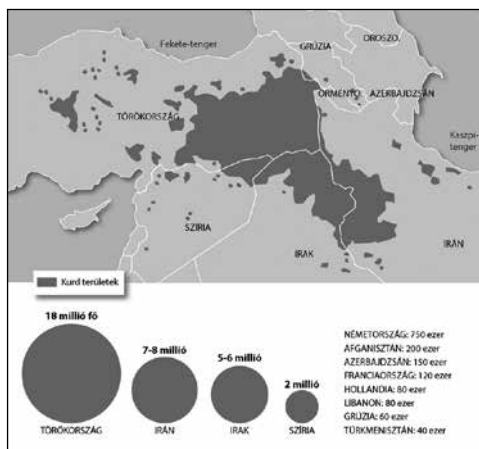 Fekete-tenger
GRÚZIA
OROSZO.
ÖRMÉNYO.
AZERBAJDZSÁN
TÖRÖKORSZÁG
Kaszpi-
tenger
SZÍRIA
IRAK
IRÁN
Kurd területek
18 millió fő
7-8 millió
5-6 millió
2 millió
TÖRÖKORSZÁG
IRÁN
IRAK
SZÍRIA
NÉMETORSZÁG: 750 ezer
AFGANISZTÁN: 200 ezer
AZERBAJDZSÁN: 150 ezer
FRANCIAORSZÁG: 120 ezer
HOLLANDIA: 80 ezer
LIBANON: 80 ezer
GRÚZIA: 60 ezer
TÜRKMENISZTÁN: 40 ezer